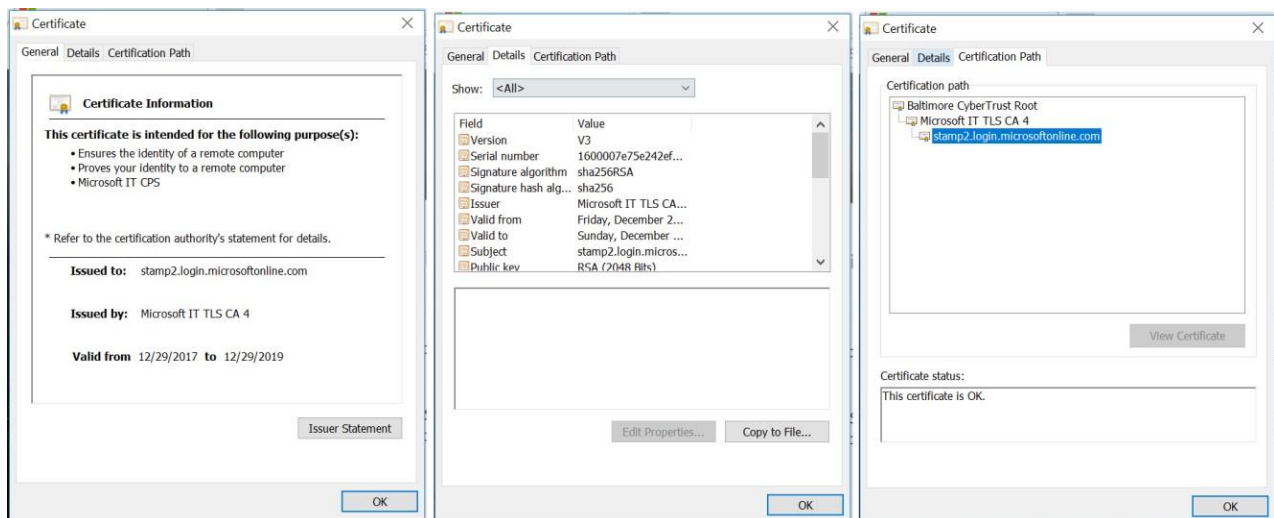 Certificate
General Details Certification Path
Certificate Information
This certificate is intended for the following purpose(s):
• Ensures the identity of a remote computer
• Proves your identity to a remote computer
• Microsoft IT CPS
* Refer to the certification authority's statement for details.
Issued to: stamp2.login.microsoftonline.com
Issued by: Microsoft IT TLS CA 4
Valid from 12/29/2017 to 12/29/2019
Issuer Statement
OK
Certificate
General Details Certification Path
Show: <All>
Field Value
Version V3
Serial number 1600007e75e242ef...
Signature algorithm sha256RSA
Signature hash alg... sha256
Issuer Microsoft IT TLS CA...
Valid from Friday, December 2...
Valid to Sunday, December ...
Subject stamp2.login.micros...
Public key RSA (2048 Bits)
Edit Properties... Copy to File...
OK
Certificate
General Details Certification Path
Certification path
Baltimore CyberTrust Root
Microsoft IT TLS CA 4
stamp2.login.microsoftonline.com
View Certificate
Certificate status:
This certificate is OK.
OK